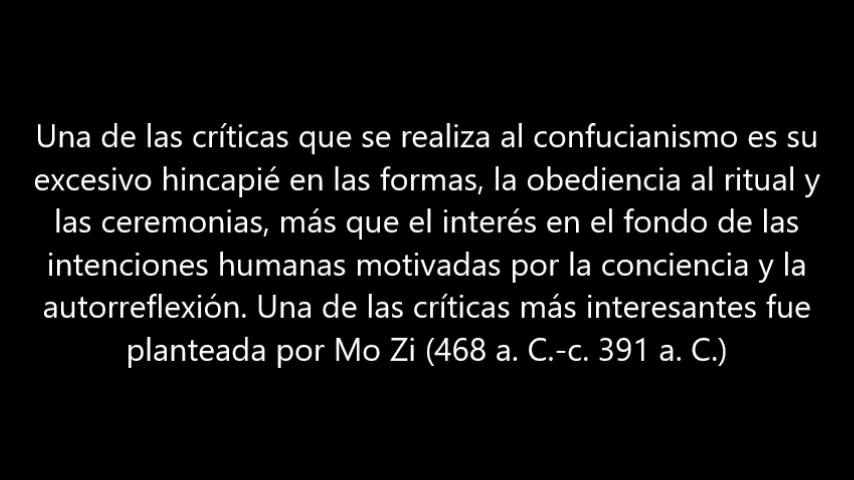 Una de las críticas que se realiza al confucianismo es su
excesivo hincapié en las formas, la obediencia al ritual y
las ceremonias, más que el interés en el fondo de las
intenciones humanas motivadas por la conciencia y la
autorreflexión. Una de las críticas más interesantes fue
planteada por Mo Zi (468 a. C.-c. 391 a. C.)